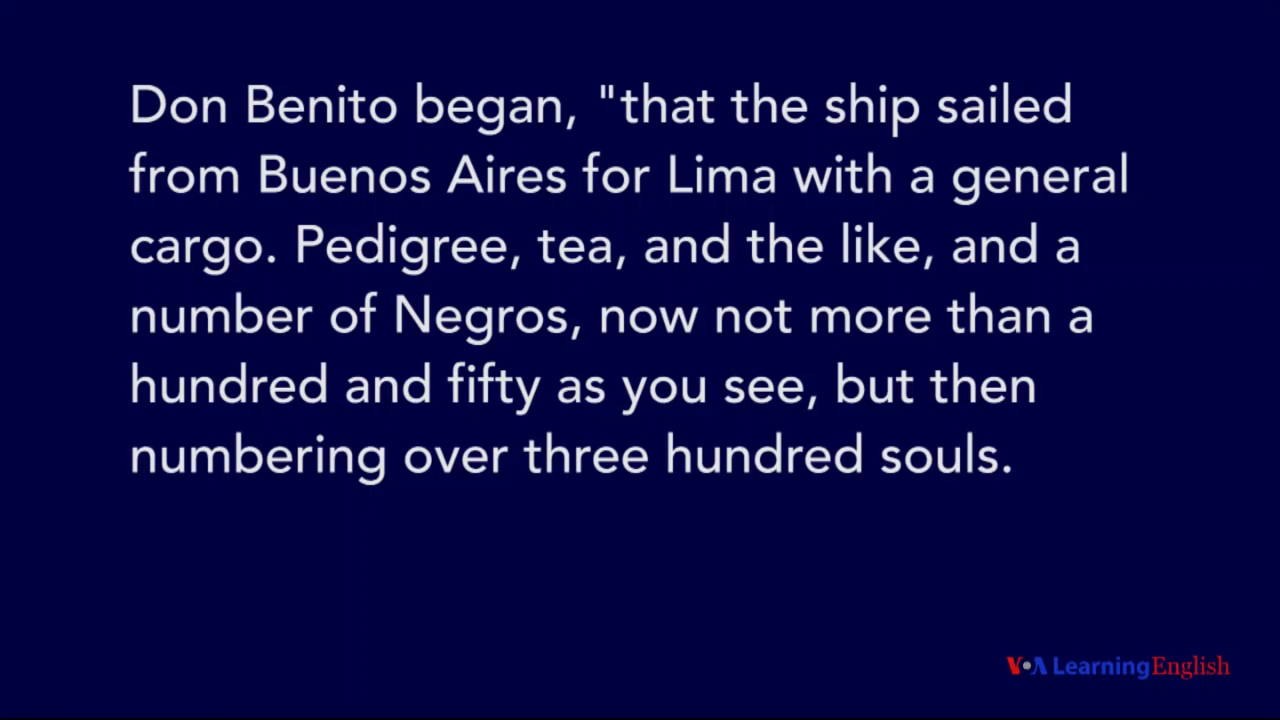 Don Benito began, "that the ship sailed
from Buenos Aires for Lima with a general
cargo. Pedigree, tea, and the like, and a
number of Negros, now not more than a
hundred and fifty as you see, but then
numbering over three hundred souls.
VOA Learning English